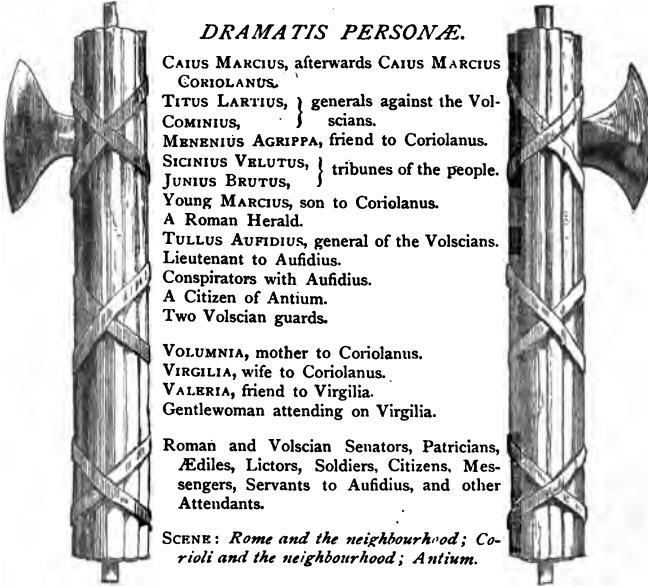 DRAMATIS PERSONÆ.
CAIUS MARCIUS, afterwards CAIUS MARCIUS
CORIOLANUS.
TITUS LARTIUS, } generals against the Vol-
COMINIUS, } scians.
MENENIUS AGRIPPA, friend to Coriolanus.
SICINIUS VELUTUS, } tribunes of the people.
JUNIUS BRUTUS,
Young MARCIUS, son to Coriolanus.
A Roman Herald.
TULLUS AUFIDIUS, general of the Volscians.
Lieutenant to Aufidius.
Conspirators with Aufidius.
A Citizen of Antium.
Two Volscian guards.
VOLUMNIA, mother to Coriolanus.
VIRGILIA, wife to Coriolanus.
VALERIA, friend to Virgilia.
Gentlewoman attending on Virgilia.
Roman and Volscian Senators, Patricians,
Ædiles, Lictors, Soldiers, Citizens, Mes-
sengers, Servants to Aufidius, and other
Attendants.
SCENE: Rome and the neighbourhood; Co-
rioli and the neighbourhood; Antium.